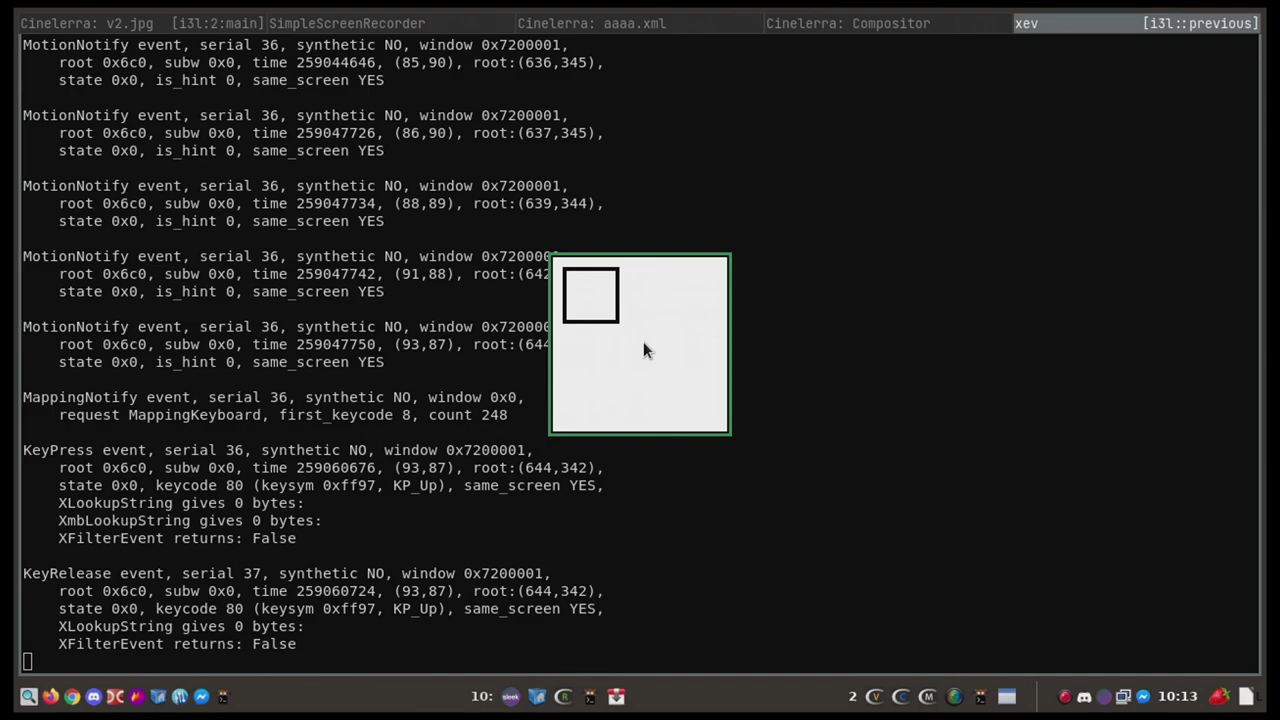 Cinelerra: v2.jpg [i3l:2:main] SimpleScreenRecorder Cinelerra: aaaa.xml Cinelerra: Compositor xev [i3l::previous]
MotionNotify event, serial 36, synthetic NO, window 0x7200001,
root 0x6c0, subw 0x0, time 259044646, (85,90), root:(636,345),
state 0x0, is_hint 0, same_screen YES
MotionNotify event, serial 36, synthetic NO, window 0x7200001,
root 0x6c0, subw 0x0, time 259047726, (86,90), root:(637,345),
state 0x0, is_hint 0, same_screen YES
MotionNotify event, serial 36, synthetic NO, window 0x7200001,
root 0x6c0, subw 0x0, time 259047734, (88,89), root:(639,344),
state 0x0, is_hint 0, same_screen YES
MotionNotify event, serial 36, synthetic NO, window 0x720000
root 0x6c0, subw 0x0, time 259047742, (91,88), root:(642
state 0x0, is_hint 0, same_screen YES
MotionNotify event, serial 36, synthetic NO, window 0x720000
root 0x6c0, subw 0x0, time 259047750, (93,87), root:(644
state 0x0, is_hint 0, same_screen YES
MappingNotify event, serial 36, synthetic NO, window 0x0,
request MappingKeyboard, first_keycode 8, count 248
KeyPress event, serial 36, synthetic NO, window 0x7200001,
root 0x6c0, subw 0x0, time 259060676, (93,87), root:(644,342),
state 0x0, keycode 80 (keysym 0xff97, KP_Up), same_screen YES,
XLookupString gives 0 bytes:
XmbLookupString gives 0 bytes:
XFilterEvent returns: False
KeyRelease event, serial 37, synthetic NO, window 0x7200001,
root 0x6c0, subw 0x0, time 259060724, (93,87), root:(644,342),
state 0x0, keycode 80 (keysym 0xff97, KP_Up), same_screen YES,
XLookupString gives 0 bytes:
XFilterEvent returns: False
10: 2 10:13